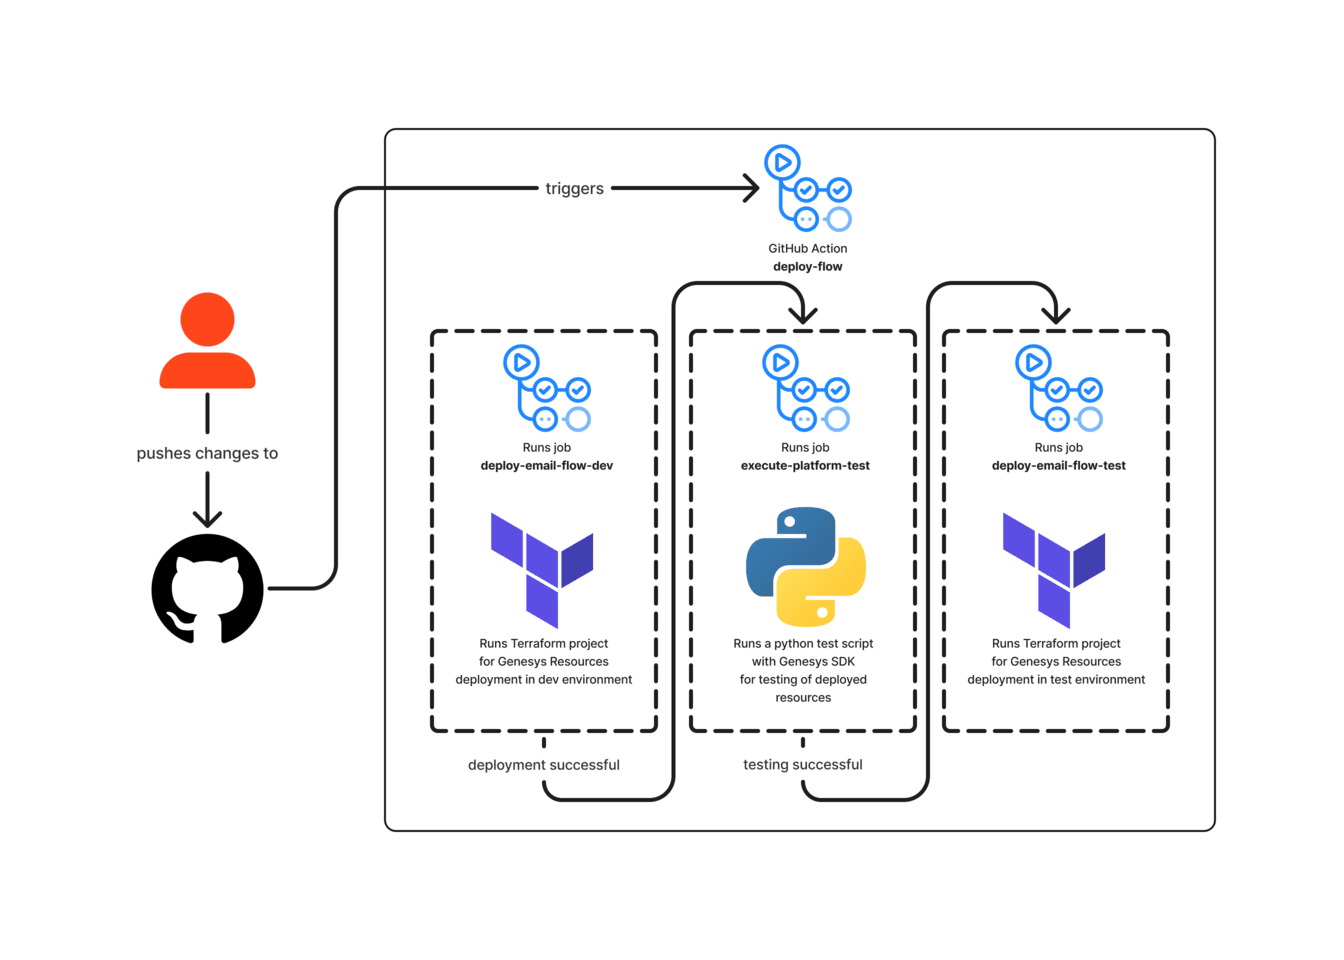 triggers
GitHub Action
deploy-flow
pushes changes to
Runs job
deploy-email-flow-dev
Runs Terraform project
for Genesys Resources
deployment in dev environment
deployment successful
Runs job
execute-platform-test
Runs a python test script
with Genesys SDK
for testing of deployed
resources
testing successful
Runs job
deploy-email-flow-test
Runs Terraform project
for Genesys Resources
deployment in test environment